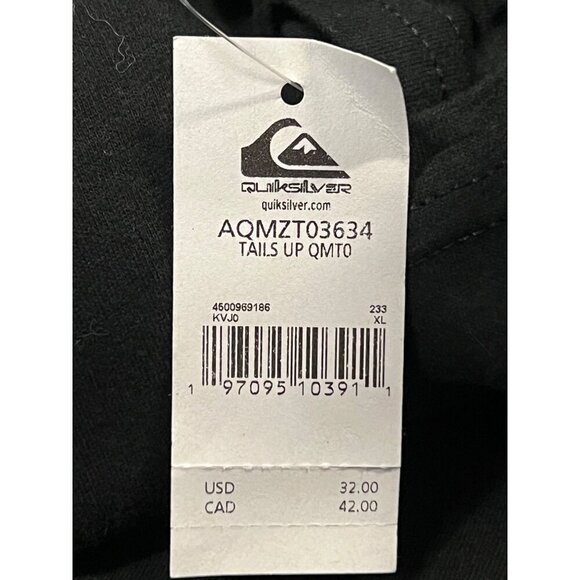 QUIKSILVER
quiksilver.com
AQMZT03634
TAILS UP QMT0
4500969186 233
KVJ0 XL
1 97095 10391 1
USD 32.00
CAD 42.00